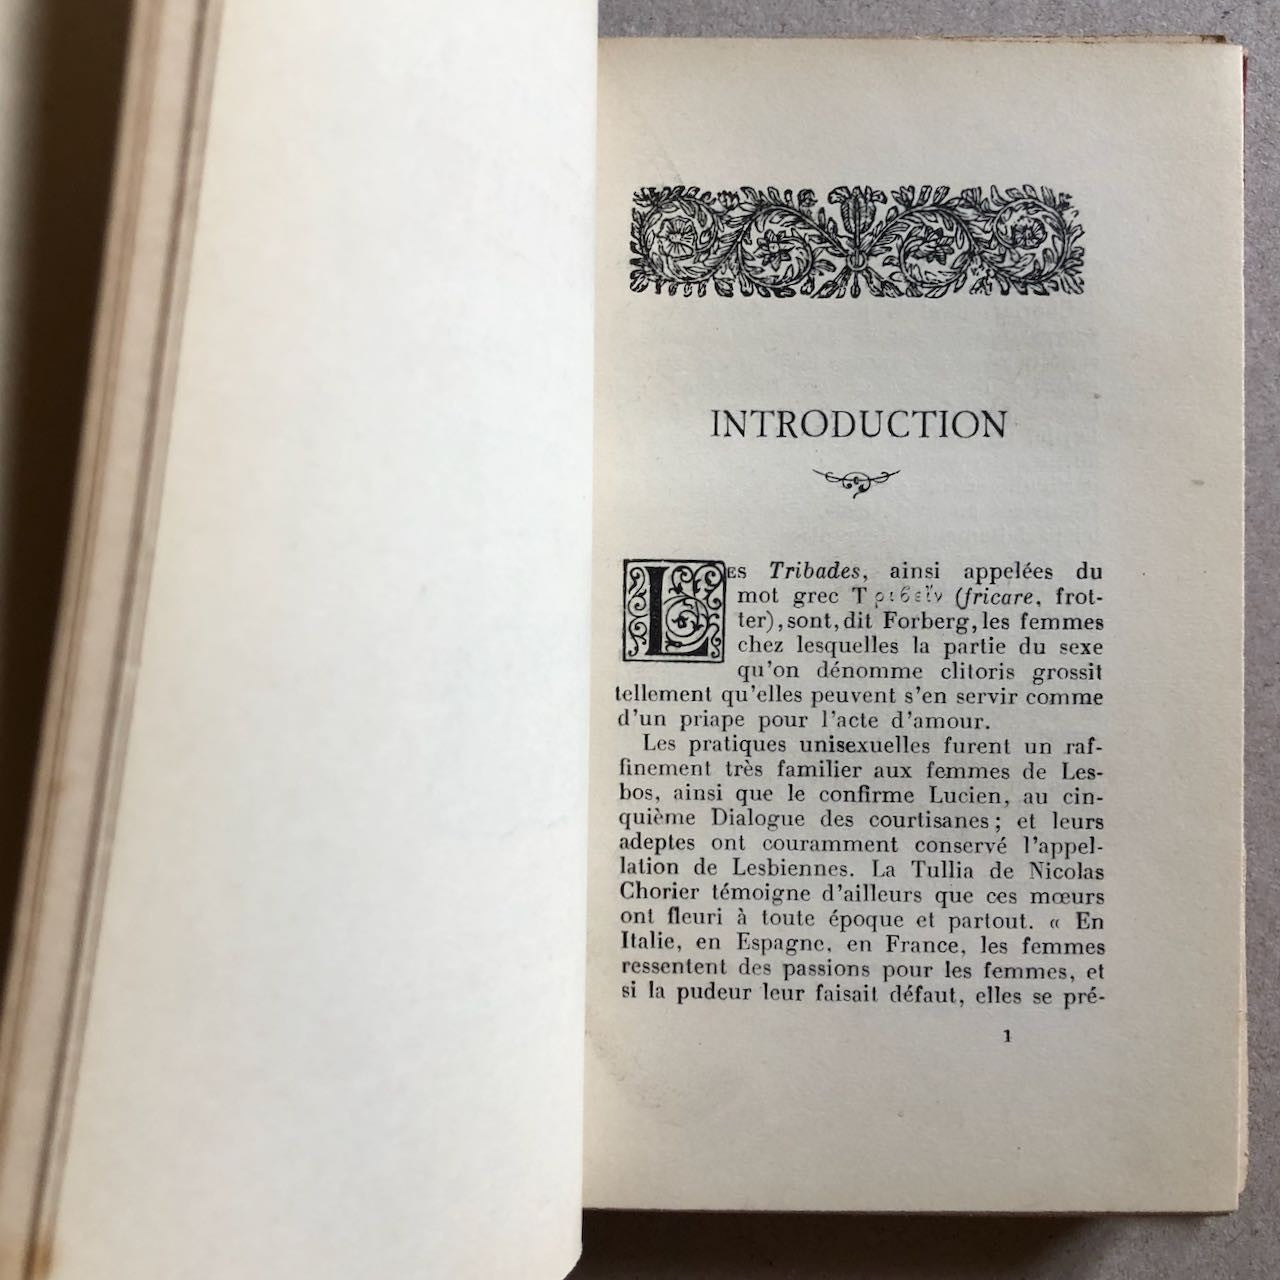 INTRODUCTION
LES Tribades, ainsi appelées du
mot grec Τριβεῖν (fricare, frot-
ter), sont, dit Forberg, les femmes
chez lesquelles la partie du sexe
qu'on dénomme clitoris grossit
tellement qu'elles peuvent s'en servir comme
d'un priape pour l'acte d'amour.
Les pratiques unisexuelles furent un raf-
finement très familier aux femmes de Les-
bos, ainsi que le confirme Lucien, au cin-
quième Dialogue des courtisanes ; et leurs
adeptes ont couramment conservé l'appel-
lation de Lesbiennes. La Tullia de Nicolas
Chorier témoigne d'ailleurs que ces mœurs
ont fleuri à toute époque et partout. « En
Italie, en Espagne, en France, les femmes
ressentent des passions pour les femmes, et
si la pudeur leur faisait défaut, elles se pré-
1